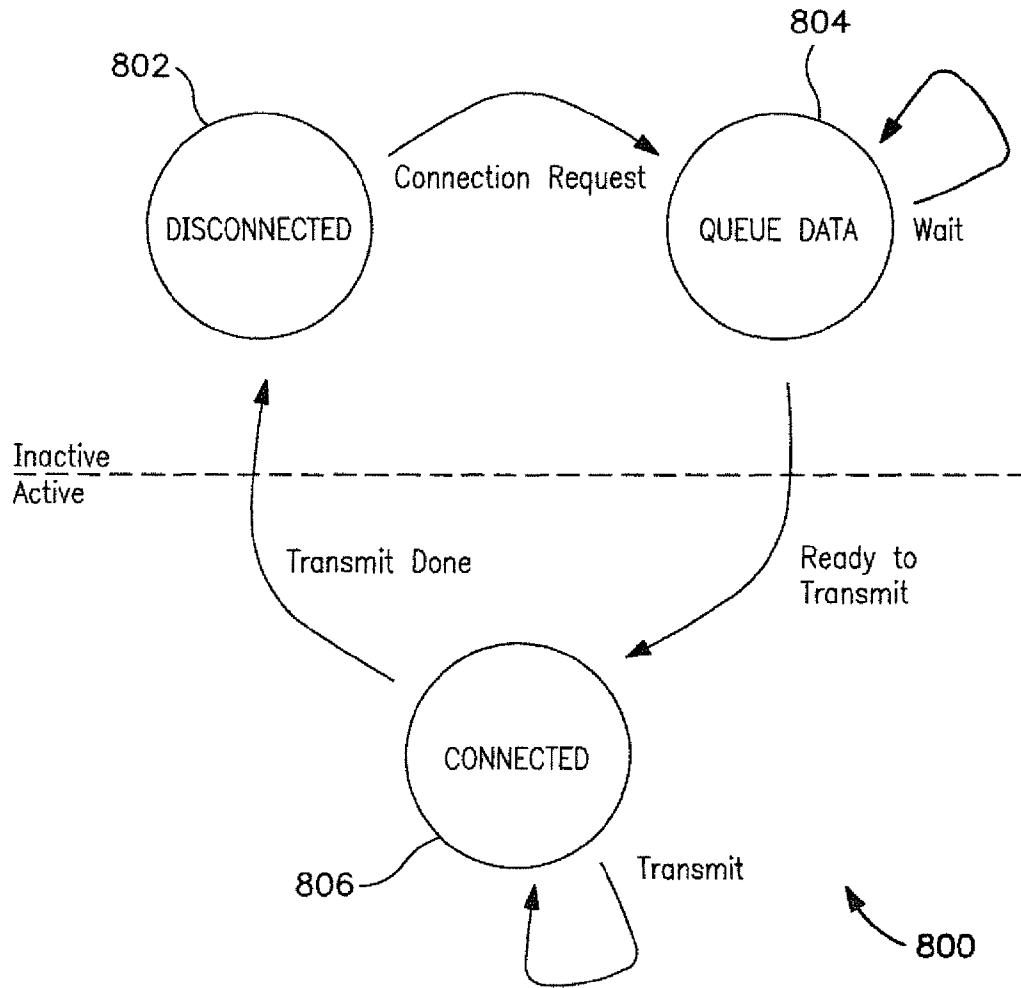 804
802
Connection Request
DISCONNECTED
QUEUE DATA
Wait
Inactive
Active
Transmit Done
Ready to
Transmit
CONNECTED
806
Transmit
800